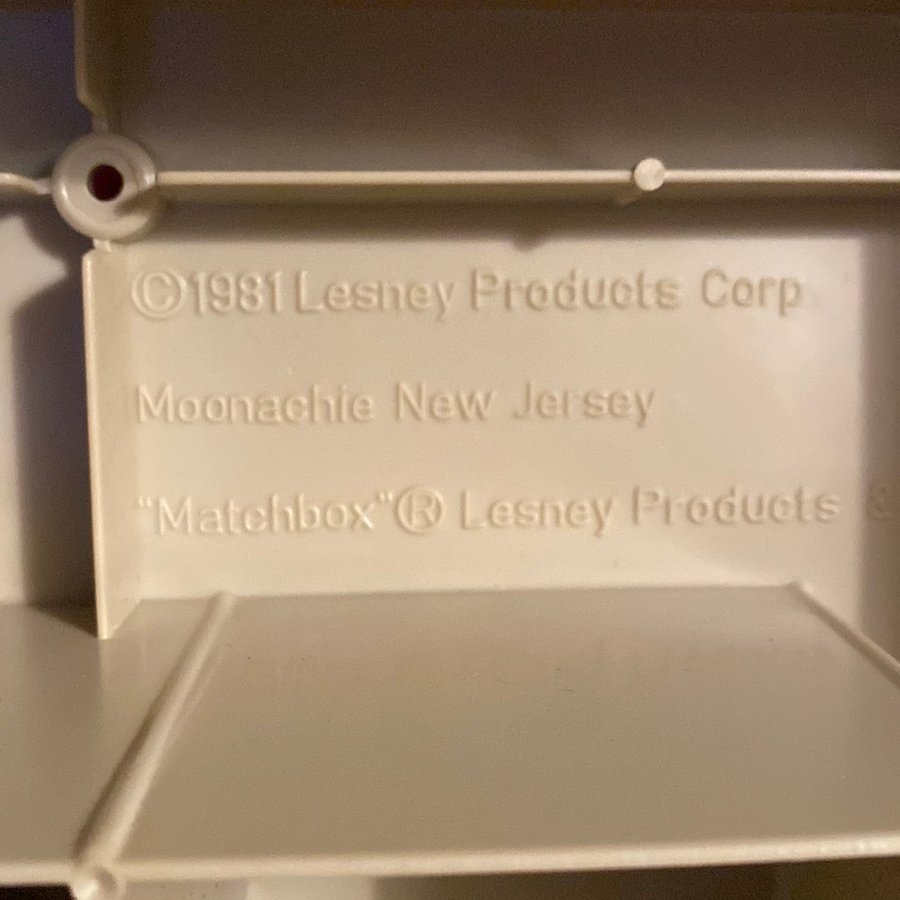 ©1981 Lesney Products Corp
Moonachie New Jersey
"Matchbox"® Lesney Products